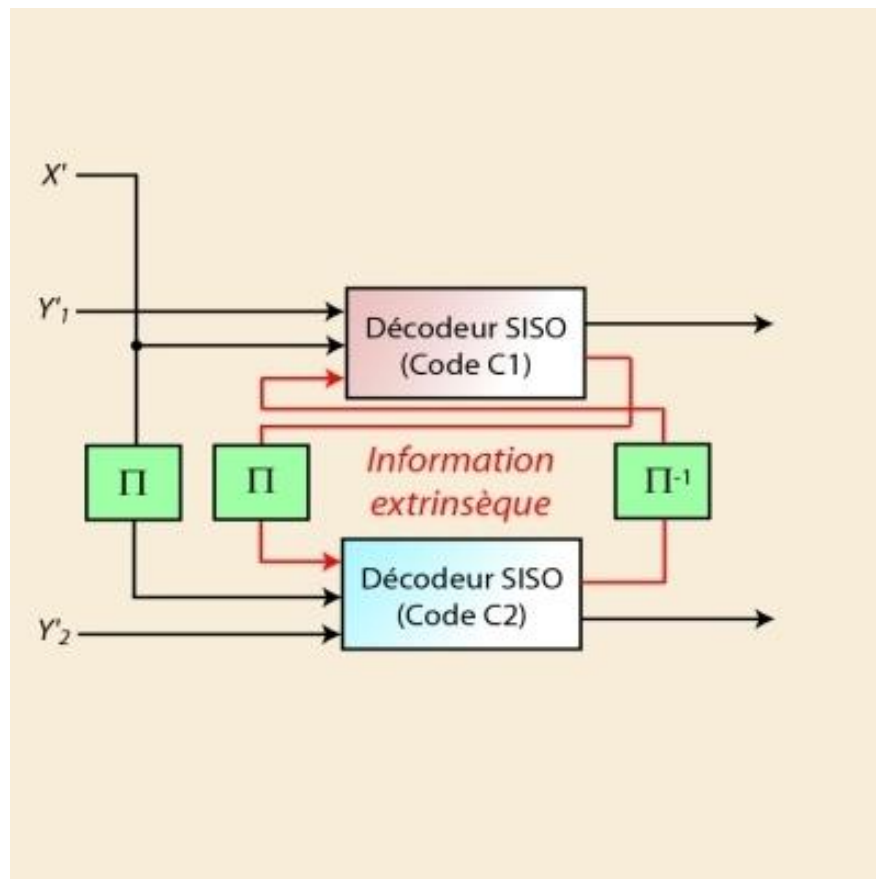 X'
Y'1
Décodeur SISO
(Code C1)
Π
Π
Information
extrinsèque
Π-1
Décodeur SISO
(Code C2)
Y'2